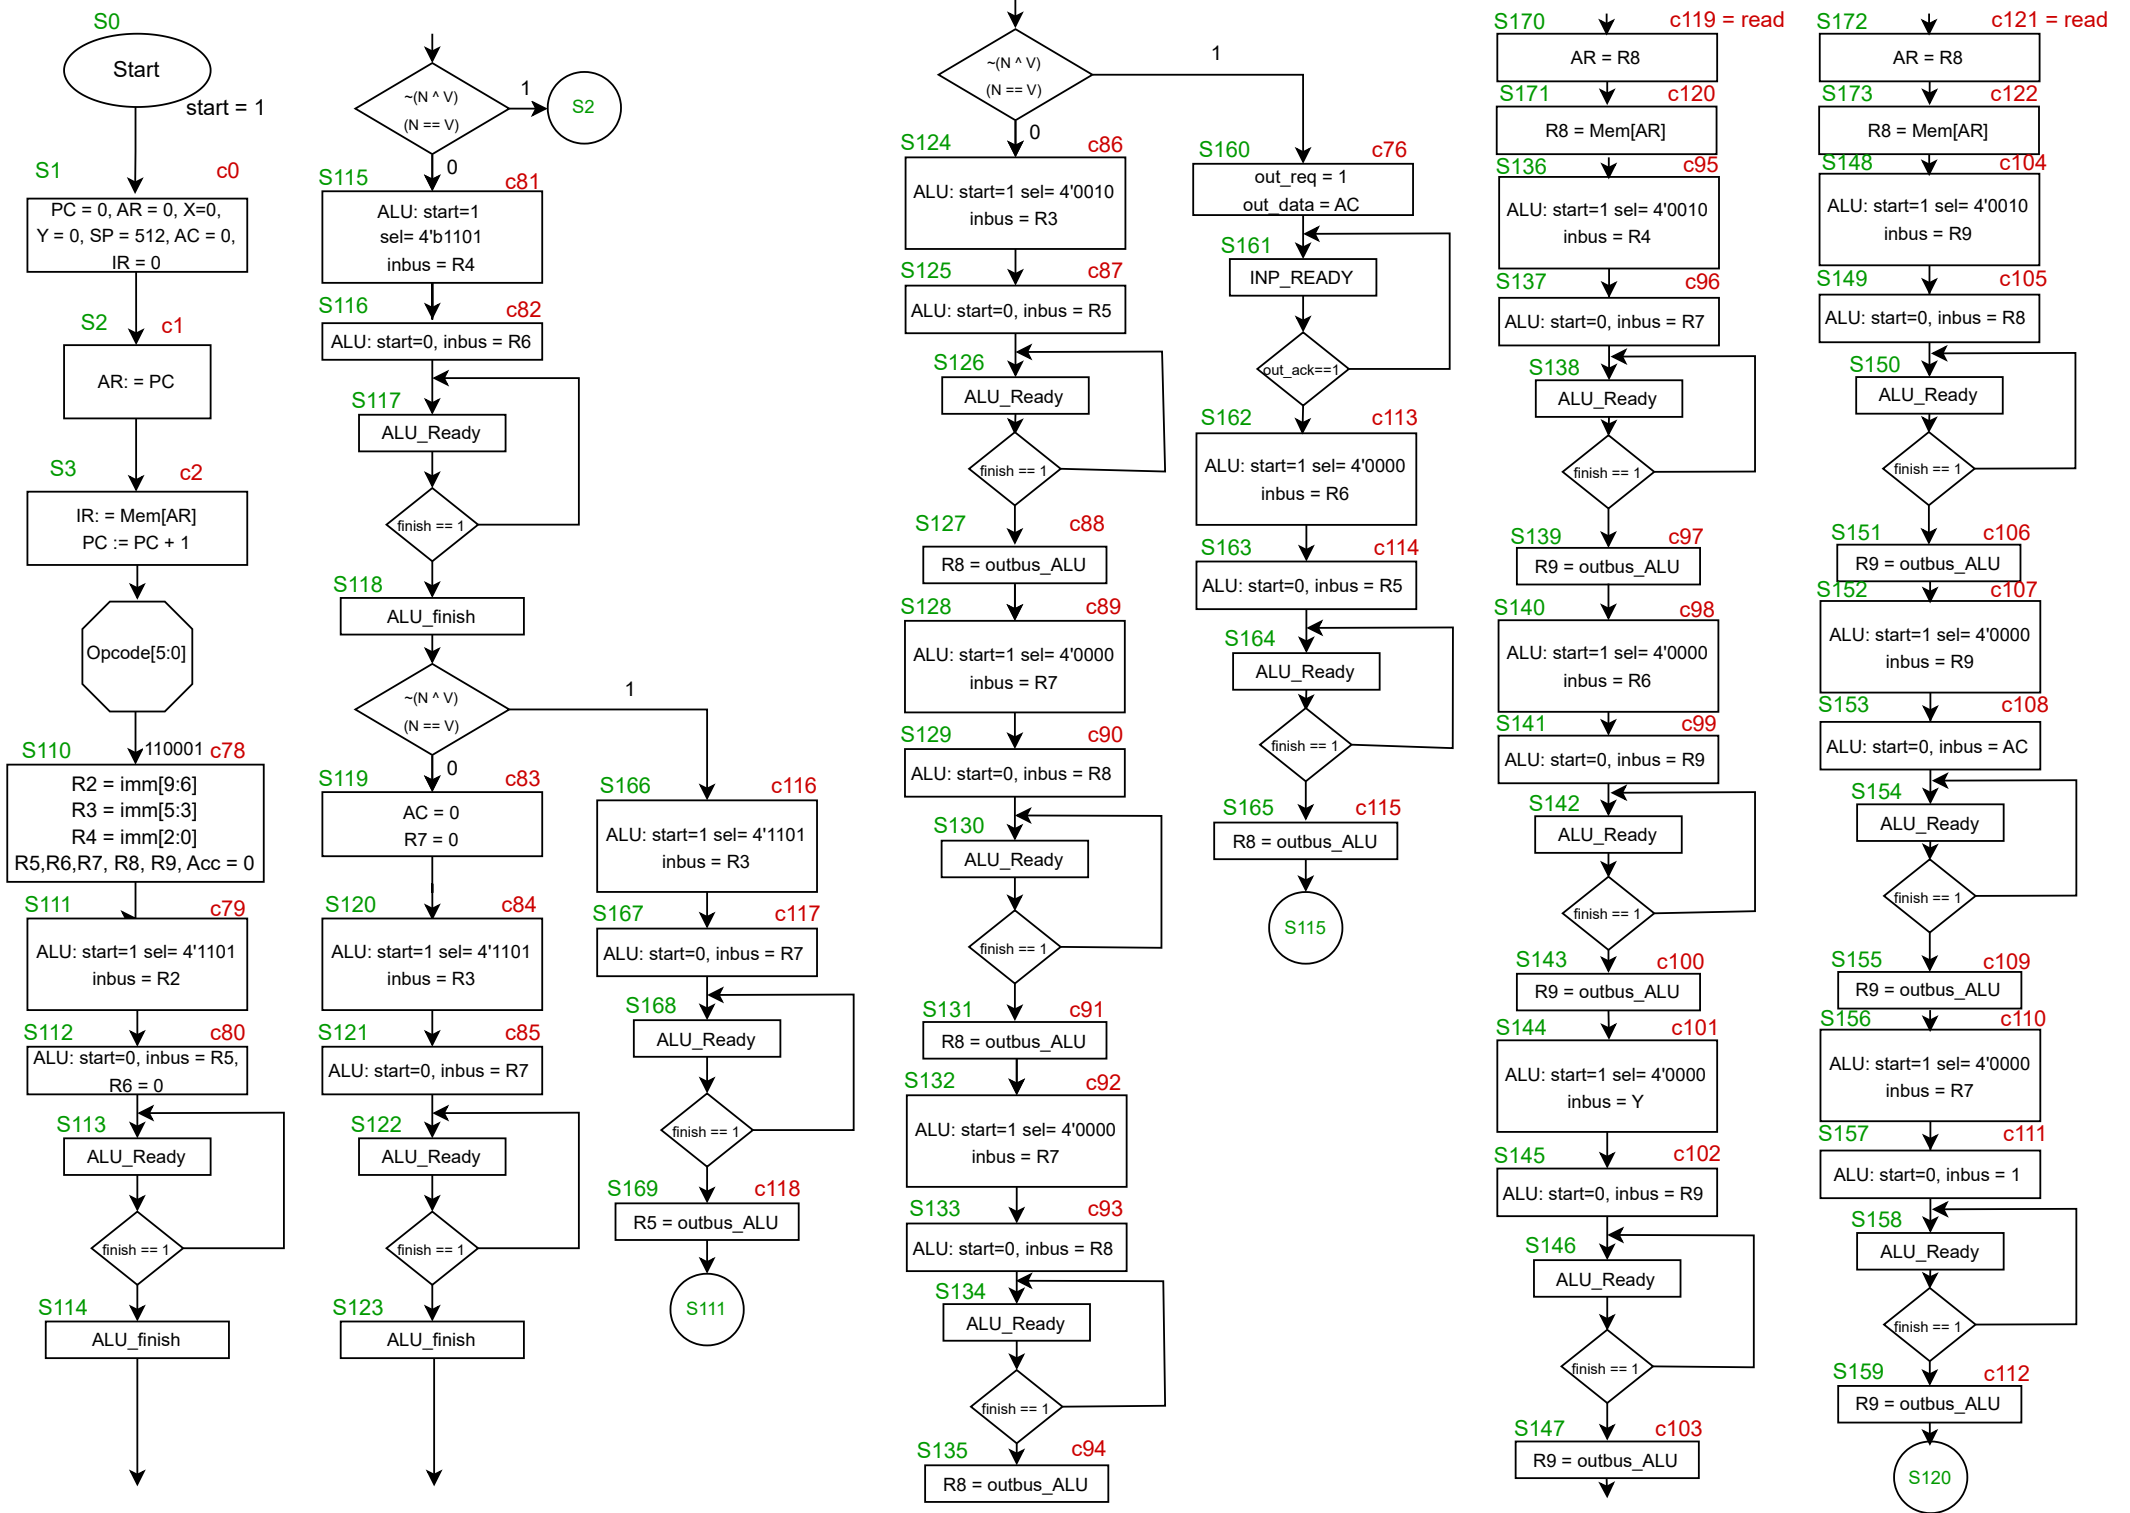 S0
Start
start = 1
S1
c0
PC = 0, AR = 0, X=0,
Y = 0, SP = 512, AC = 0,
IR = 0
S2
c1
AR: = PC
S3
c2
IR: = Mem[AR]
PC := PC + 1
Opcode[5:0]
110001
S110
c78
R2 = imm[9:6]
R3 = imm[5:3]
R4 = imm[2:0]
R5,R6,R7, R8, R9, Acc = 0
S111
c79
ALU: start=1 sel= 4'1101
inbus = R2
S112
c80
ALU: start=0, inbus = R5,
R6 = 0
S113
ALU_Ready
finish == 1
S114
ALU_finish
~(N ^ V)
(N == V)
1
S2
0
S115
c81
ALU: start=1
sel= 4'b1101
inbus = R4
S116
c82
ALU: start=0, inbus = R6
S117
ALU_Ready
finish == 1
S118
ALU_finish
~(N ^ V)
(N == V)
1
0
S119
c83
AC = 0
R7 = 0
S120
c84
ALU: start=1 sel= 4'1101
inbus = R3
S121
c85
ALU: start=0, inbus = R7
S122
ALU_Ready
finish == 1
S123
ALU_finish
S166
c116
ALU: start=1 sel= 4'1101
inbus = R3
S167
c117
ALU: start=0, inbus = R7
S168
ALU_Ready
finish == 1
S169
c118
R5 = outbus_ALU
S111
~(N ^ V)
(N == V)
1
0
S124
c86
ALU: start=1 sel= 4'0010
inbus = R3
S125
c87
ALU: start=0, inbus = R5
S126
ALU_Ready
finish == 1
S127
c88
R8 = outbus_ALU
S128
c89
ALU: start=1 sel= 4'0000
inbus = R7
S129
c90
ALU: start=0, inbus = R8
S130
ALU_Ready
finish == 1
S131
c91
R8 = outbus_ALU
S132
c92
ALU: start=1 sel= 4'0000
inbus = R7
S133
c93
ALU: start=0, inbus = R8
S134
ALU_Ready
finish == 1
S135
c94
R8 = outbus_ALU
S160
c76
out_req = 1
out_data = AC
S161
INP_READY
out_ack==1
S162
c113
ALU: start=1 sel= 4'0000
inbus = R6
S163
c114
ALU: start=0, inbus = R5
S164
ALU_Ready
finish == 1
S165
c115
R8 = outbus_ALU
S115
S170
c119 = read
AR = R8
S171
c120
R8 = Mem[AR]
S136
c95
ALU: start=1 sel= 4'0010
inbus = R4
S137
c96
ALU: start=0, inbus = R7
S138
ALU_Ready
finish == 1
S139
c97
R9 = outbus_ALU
S140
c98
ALU: start=1 sel= 4'0000
inbus = R6
S141
c99
ALU: start=0, inbus = R9
S142
ALU_Ready
finish == 1
S143
c100
R9 = outbus_ALU
S144
c101
ALU: start=1 sel= 4'0000
inbus = Y
S145
c102
ALU: start=0, inbus = R9
S146
ALU_Ready
finish == 1
S147
c103
R9 = outbus_ALU
S172
c121 = read
AR = R8
S173
c122
R8 = Mem[AR]
S148
c104
ALU: start=1 sel= 4'0010
inbus = R9
S149
c105
ALU: start=0, inbus = R8
S150
ALU_Ready
finish == 1
S151
c106
R9 = outbus_ALU
S152
c107
ALU: start=1 sel= 4'0000
inbus = R9
S153
c108
ALU: start=0, inbus = AC
S154
ALU_Ready
finish == 1
S155
c109
R9 = outbus_ALU
S156
c110
ALU: start=1 sel= 4'0000
inbus = R7
S157
c111
ALU: start=0, inbus = 1
S158
ALU_Ready
finish == 1
S159
c112
R9 = outbus_ALU
S120